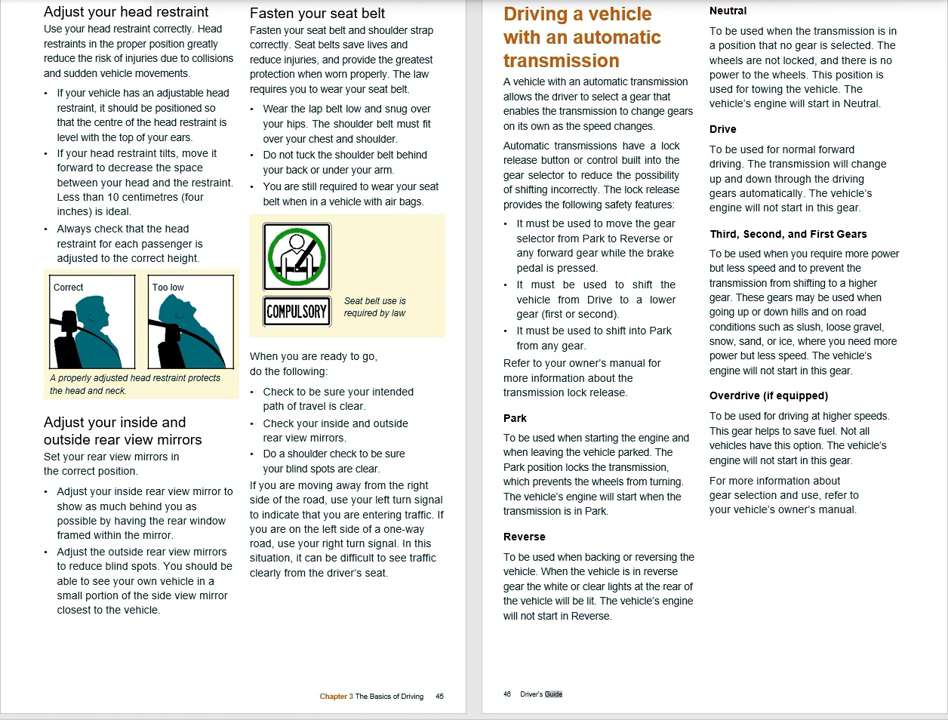 Adjust your head restraint
Use your head restraint correctly. Head
restraints in the proper position greatly
reduce the risk of injuries due to collisions
and sudden vehicle movements.
• If your vehicle has an adjustable head
restraint, it should be positioned so
that the centre of the head restraint is
level with the top of your ears.
• If your head restraint tilts, move it
forward to decrease the space
between your head and the restraint.
Less than 10 centimetres (four
inches) is ideal.
• Always check that the head
restraint for each passenger is
adjusted to the correct height.
Correct
Too low
A properly adjusted head restraint protects
the head and neck.
Adjust your inside and
outside rear view mirrors
Set your rear view mirrors in
the correct position.
• Adjust your inside rear view mirror to
show as much behind you as
possible by having the rear window
framed within the mirror.
• Adjust the outside rear view mirrors
to reduce blind spots. You should be
able to see your own vehicle in a
small portion of the side view mirror
closest to the vehicle.
Fasten your seat belt
Fasten your seat belt and shoulder strap
correctly. Seat belts save lives and
reduce injuries, and provide the greatest
protection when worn properly. The law
requires you to wear your seat belt.
• Wear the lap belt low and snug over
your hips. The shoulder belt must fit
over your chest and shoulder.
• Do not tuck the shoulder belt behind
your back or under your arm.
• You are still required to wear your seat
belt when in a vehicle with air bags.
COMPULSORY
Seat belt use is
required by law
When you are ready to go,
do the following:
• Check to be sure your intended
path of travel is clear.
• Check your inside and outside
rear view mirrors.
• Do a shoulder check to be sure
your blind spots are clear.
If you are moving away from the right
side of the road, use your left turn signal
to indicate that you are entering traffic. If
you are on the left side of a one-way
road, use your right turn signal. In this
situation, it can be difficult to see traffic
clearly from the driver's seat.
Chapter 3 The Basics of Driving 45
Driving a vehicle
with an automatic
transmission
A vehicle with an automatic transmission
allows the driver to select a gear that
enables the transmission to change gears
on its own as the speed changes.
Automatic transmissions have a lock
release button or control built into the
gear selector to reduce the possibility
of shifting incorrectly. The lock release
provides the following safety features:
• It must be used to move the gear
selector from Park to Reverse or
any forward gear while the brake
pedal is pressed.
• It must be used to shift the
vehicle from Drive to a lower
gear (first or second).
• It must be used to shift into Park
from any gear.
Refer to your owner's manual for
more information about the
transmission lock release.
Park
To be used when starting the engine and
when leaving the vehicle parked. The
Park position locks the transmission,
which prevents the wheels from turning.
The vehicle's engine will start when the
transmission is in Park.
Reverse
To be used when backing or reversing the
vehicle. When the vehicle is in reverse
gear the white or clear lights at the rear of
the vehicle will be lit. The vehicle's engine
will not start in Reverse.
Neutral
To be used when the transmission is in
a position that no gear is selected. The
wheels are not locked, and there is no
power to the wheels. This position is
used for towing the vehicle. The
vehicle's engine will start in Neutral.
Drive
To be used for normal forward
driving. The transmission will change
up and down through the driving
gears automatically. The vehicle's
engine will not start in this gear.
Third, Second, and First Gears
To be used when you require more power
but less speed and to prevent the
transmission from shifting to a higher
gear. These gears may be used when
going up or down hills and on road
conditions such as slush, loose gravel,
snow, sand, or ice, where you need more
power but less speed. The vehicle's
engine will not start in this gear.
Overdrive (if equipped)
To be used for driving at higher speeds.
This gear helps to save fuel. Not all
vehicles have this option. The vehicle's
engine will not start in this gear.
For more information about
gear selection and use, refer to
your vehicle's owner's manual.
46 Driver's Guide